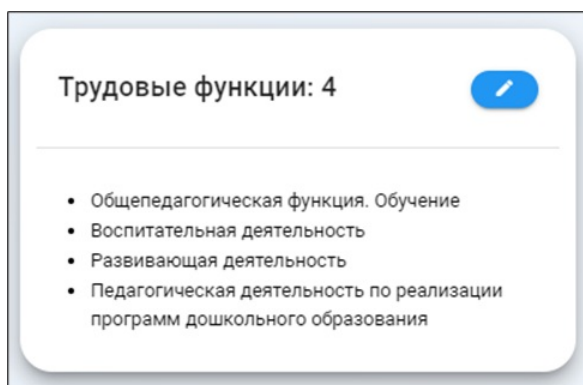 Трудовые функции: 4
Общепедагогическая функция. Обучение
Воспитательная деятельность
Развивающая деятельность
Педагогическая деятельность по реализации
программ дошкольного образования